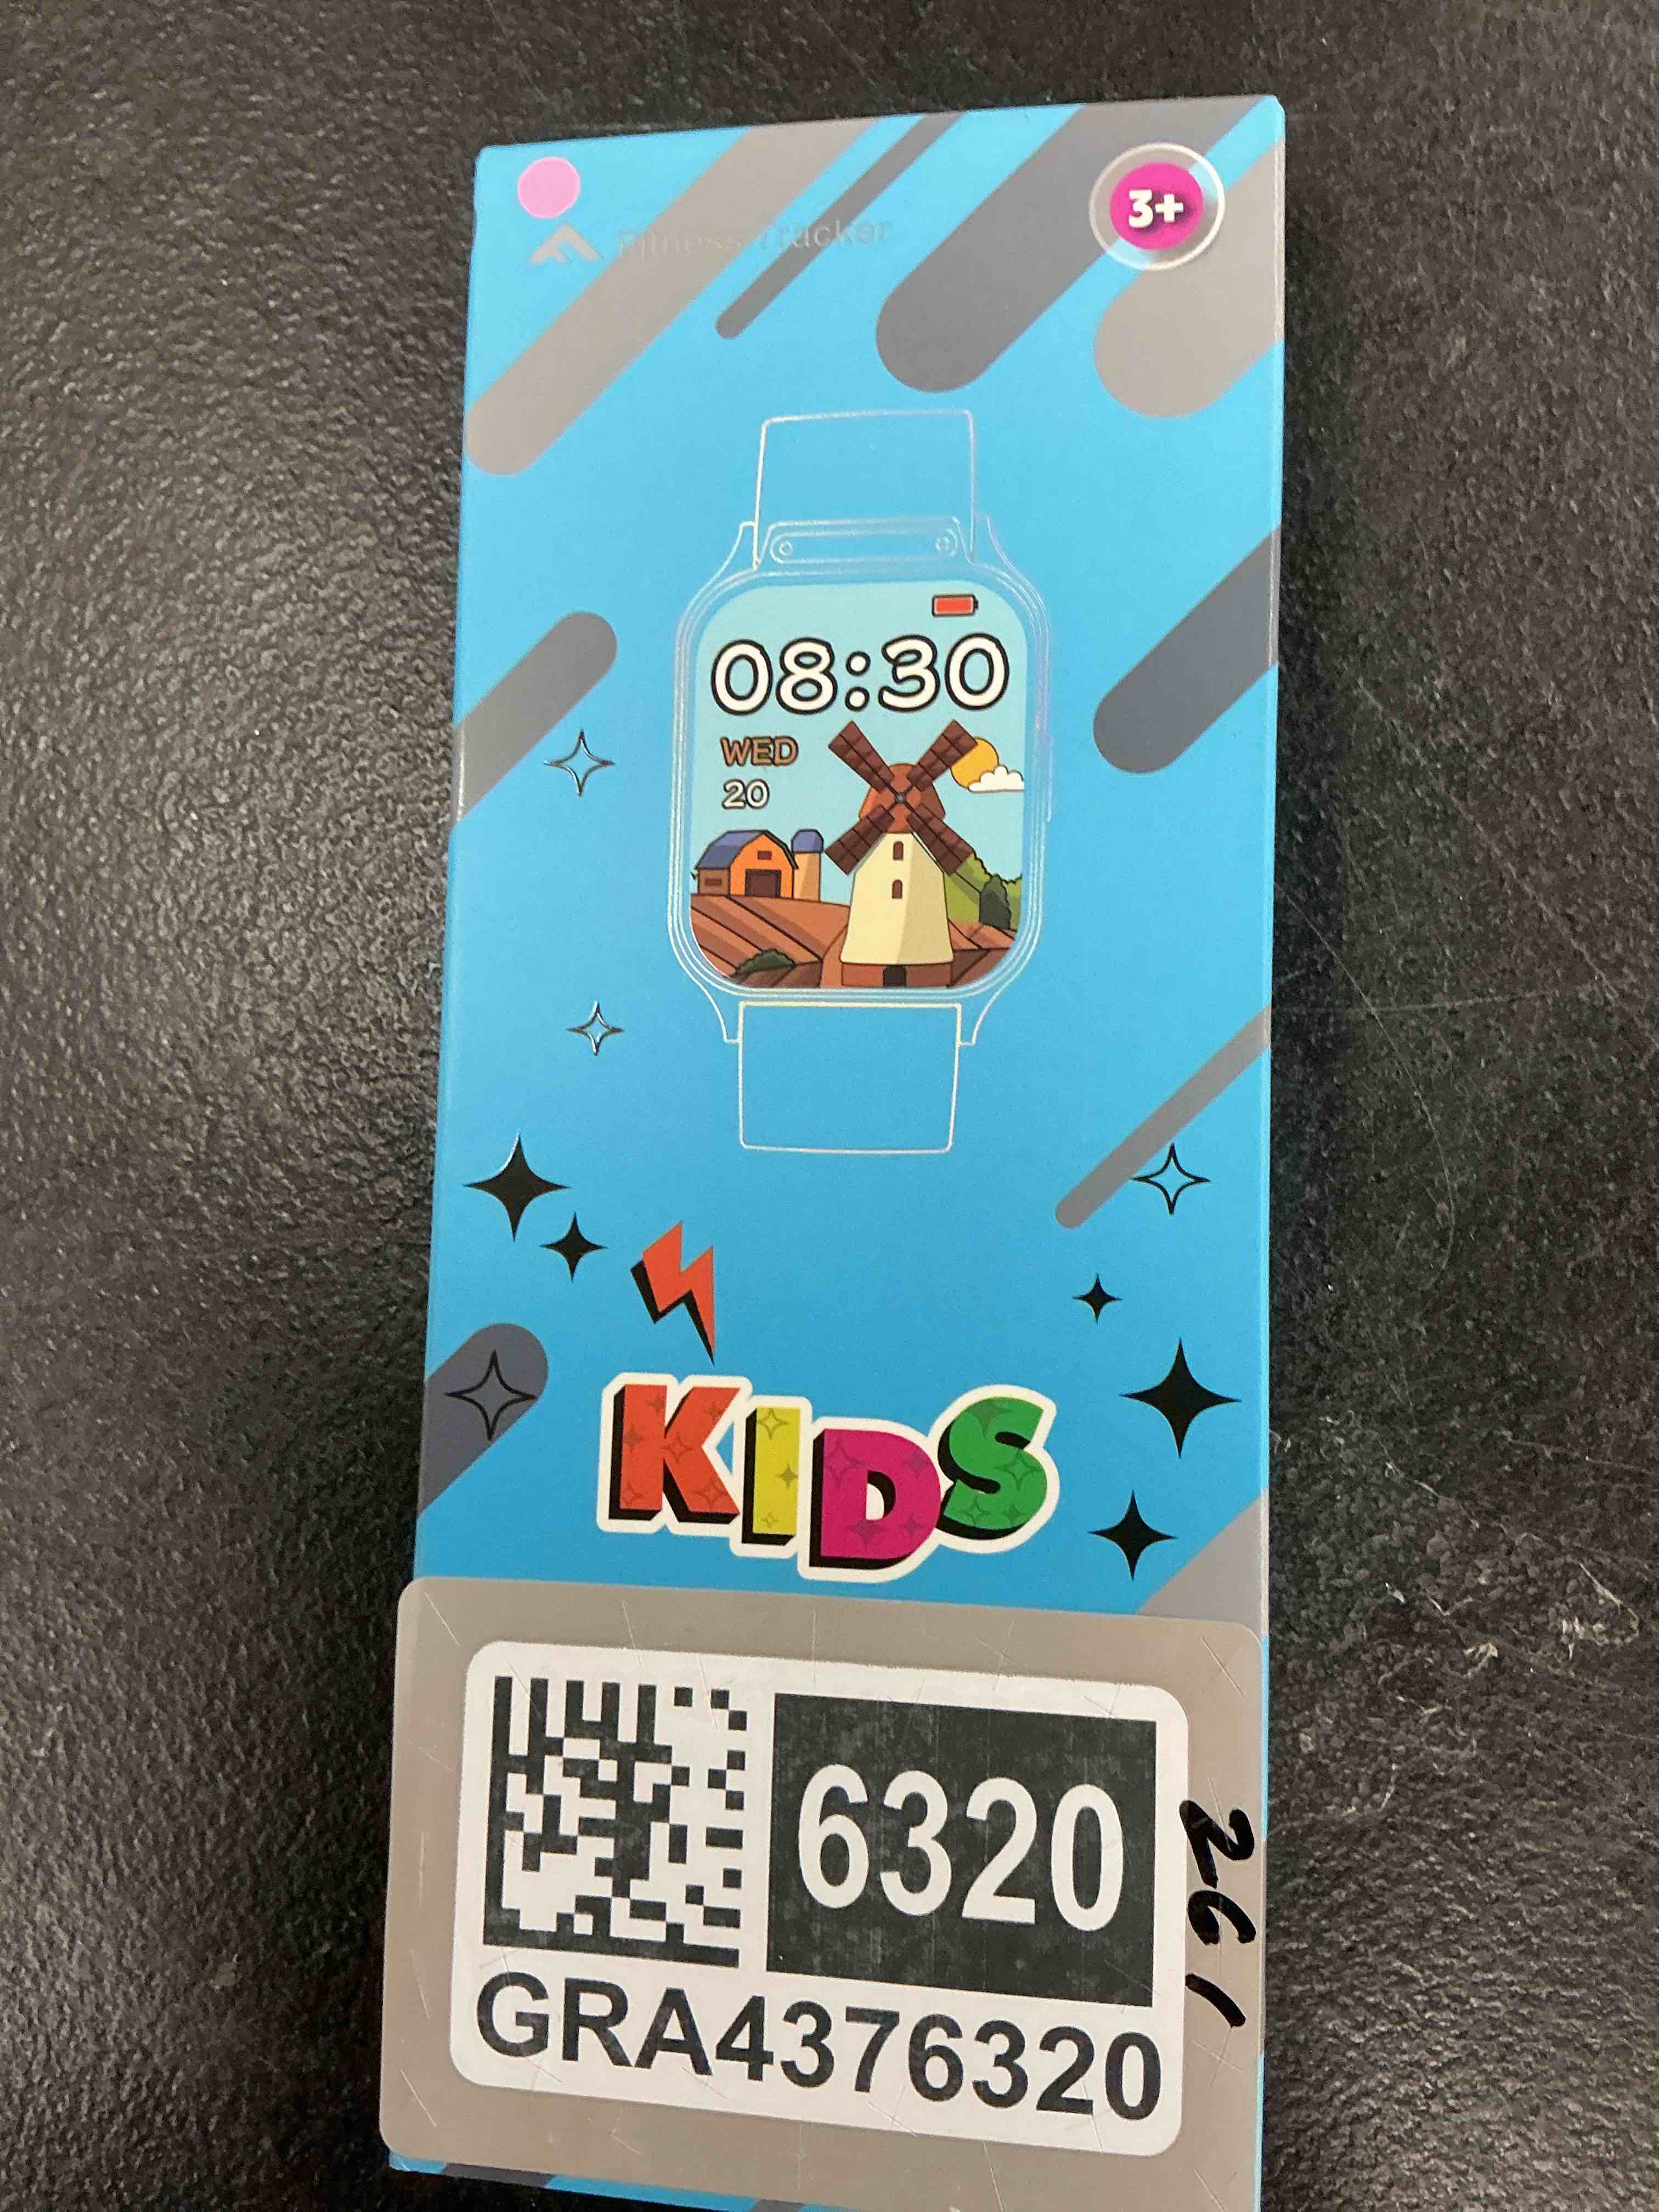 Fitness Tracker
3+
08:30
WED
20
KIDS
6320
GRA4376320
261